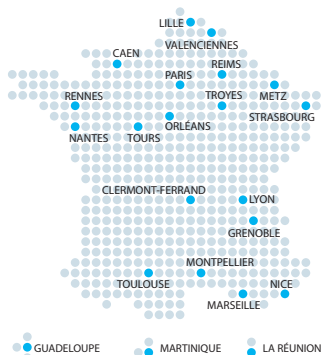 LILLE
VALENCIENNES
CAEN
REIMS
PARIS
RENNES
TROYES
METZ
STRASBOURG
ORLÉANS
NANTES
TOURS
CLERMONT-FERRAND
LYON
GRENOBLE
MONTPELLIER
TOULOUSE
NICE
MARSEILLE
GUADELOUPE
MARTINIQUE
LA RÉUNION